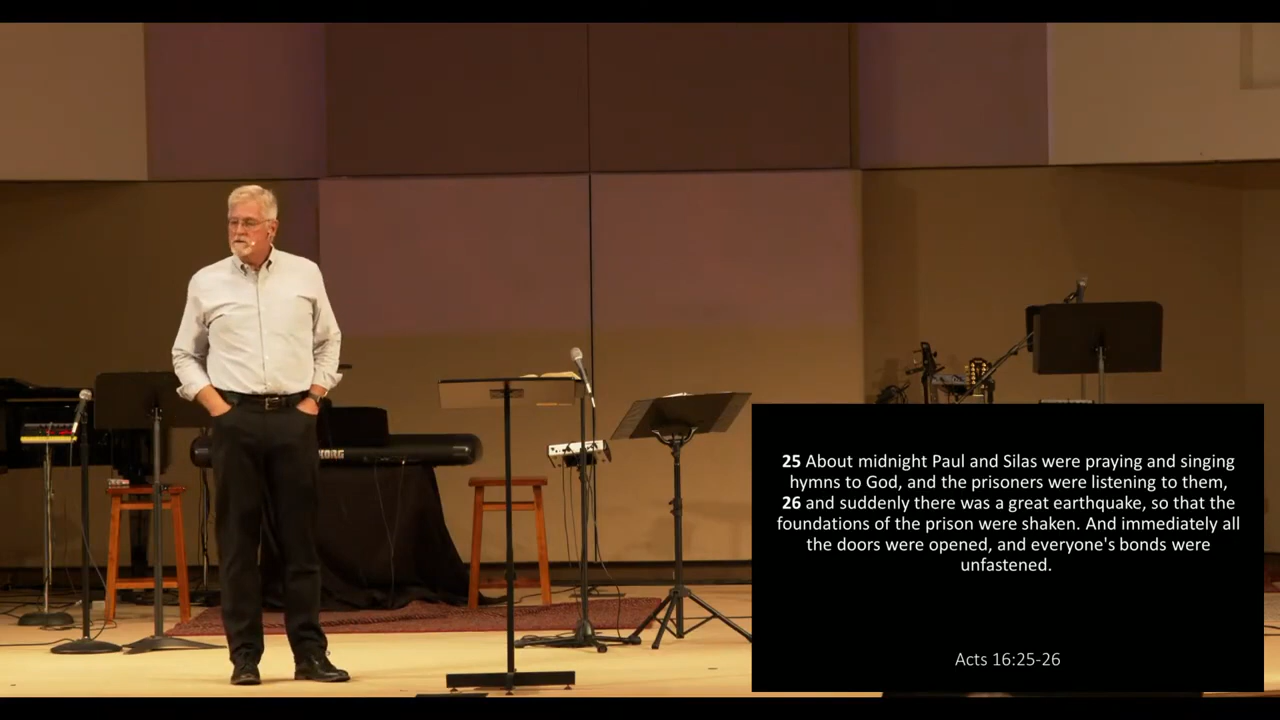 KORG
25 About midnight Paul and Silas were praying and singing
hymns to God, and the prisoners were listening to them,
26 and suddenly there was a great earthquake, so that the
foundations of the prison were shaken. And immediately all
the doors were opened, and everyone's bonds were
unfastened.
Acts 16:25-26